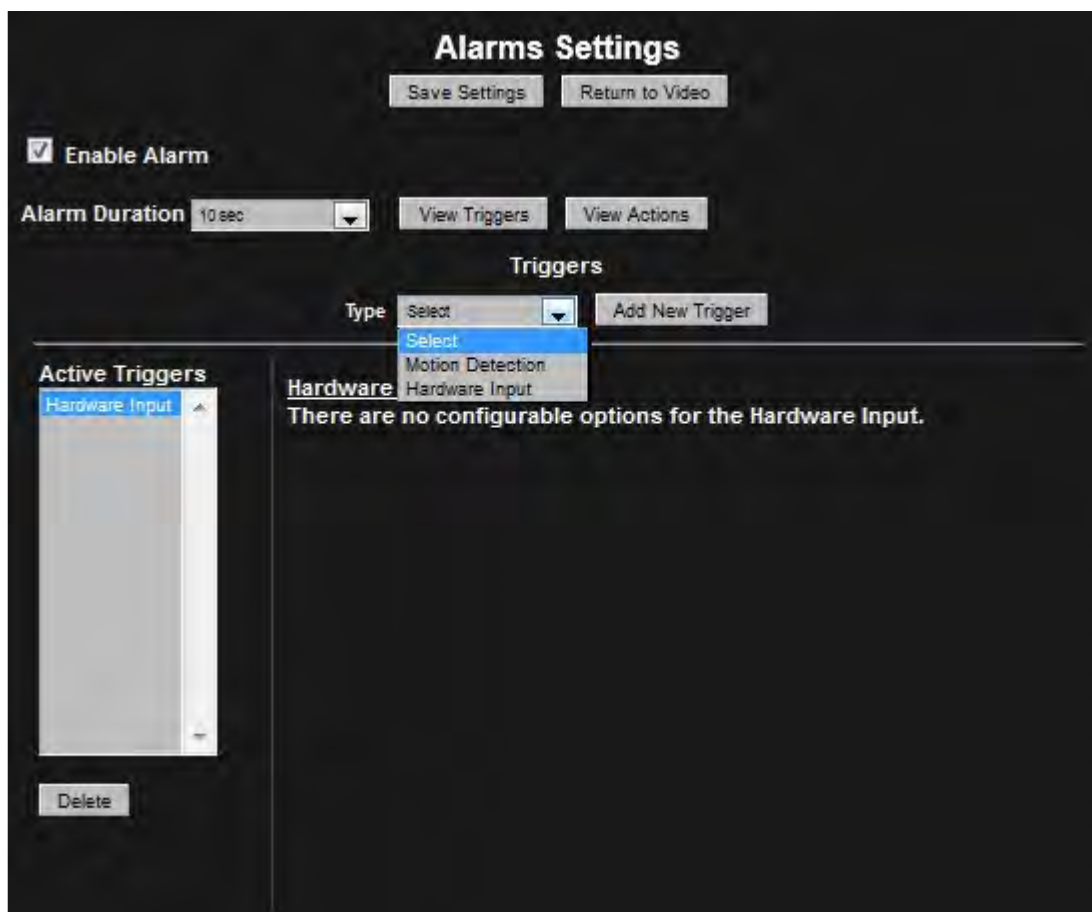 Alarms Settings
Save Settings Return to Video
Enable Alarm
Alarm Duration 10 sec View Triggers View Actions
Triggers
Type Select Add New Trigger
Select
Motion Detection
Hardware Input
Active Triggers
Hardware Input
Hardware
There are no configurable options for the Hardware Input.
Delete